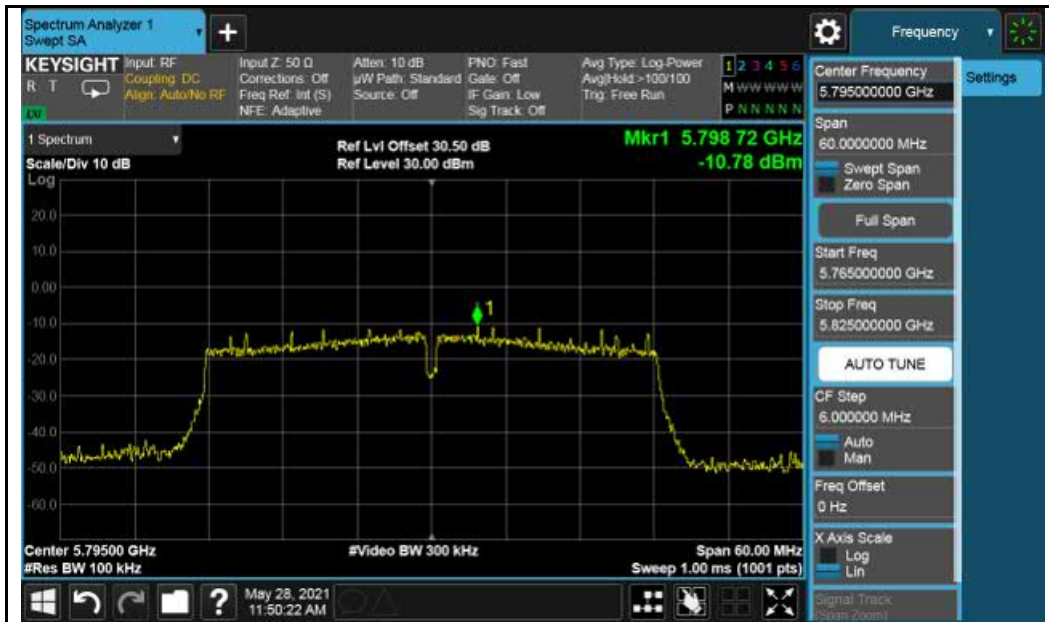 Spectrum Analyzer 1
Swept SA
+
Frequency
KEYSIGHT
R T
Input: RF
Coupling: DC
Align: Auto/No RF
Input Z: 50 Ω
Corrections: Off
Freq Ref: Int (S)
NFE: Adaptive
Atten: 10 dB
µW Path: Standard
Source: Off
PNO: Fast
Gate: Off
IF Gain: Low
Sig Track: Off
Avg Type: Log-Power
Avg|Hold: >100/100
Trig: Free Run
1 2 3 4 5 6
M W W W W W
P N N N N N
1 Spectrum
Scale/Div 10 dB
Log
Ref Lvl Offset 30.50 dB
Ref Level 30.00 dBm
Mkr1 5.798 72 GHz
-10.78 dBm
20.0
10.0
0.00
-10.0
-20.0
-30.0
-40.0
-50.0
-60.0
1
Center 5.79500 GHz
#Res BW 100 kHz
#Video BW 300 kHz
Span 60.00 MHz
Sweep 1.00 ms (1001 pts)
Center Frequency
5.795000000 GHz
Span
60.0000000 MHz
Swept Span
Zero Span
Full Span
Start Freq
5.765000000 GHz
Stop Freq
5.825000000 GHz
AUTO TUNE
CF Step
6.000000 MHz
Auto
Man
Freq Offset
0 Hz
X Axis Scale
Log
Lin
Signal Track
(Span Zoom)
Settings
?
May 28, 2021
11:50:22 AM